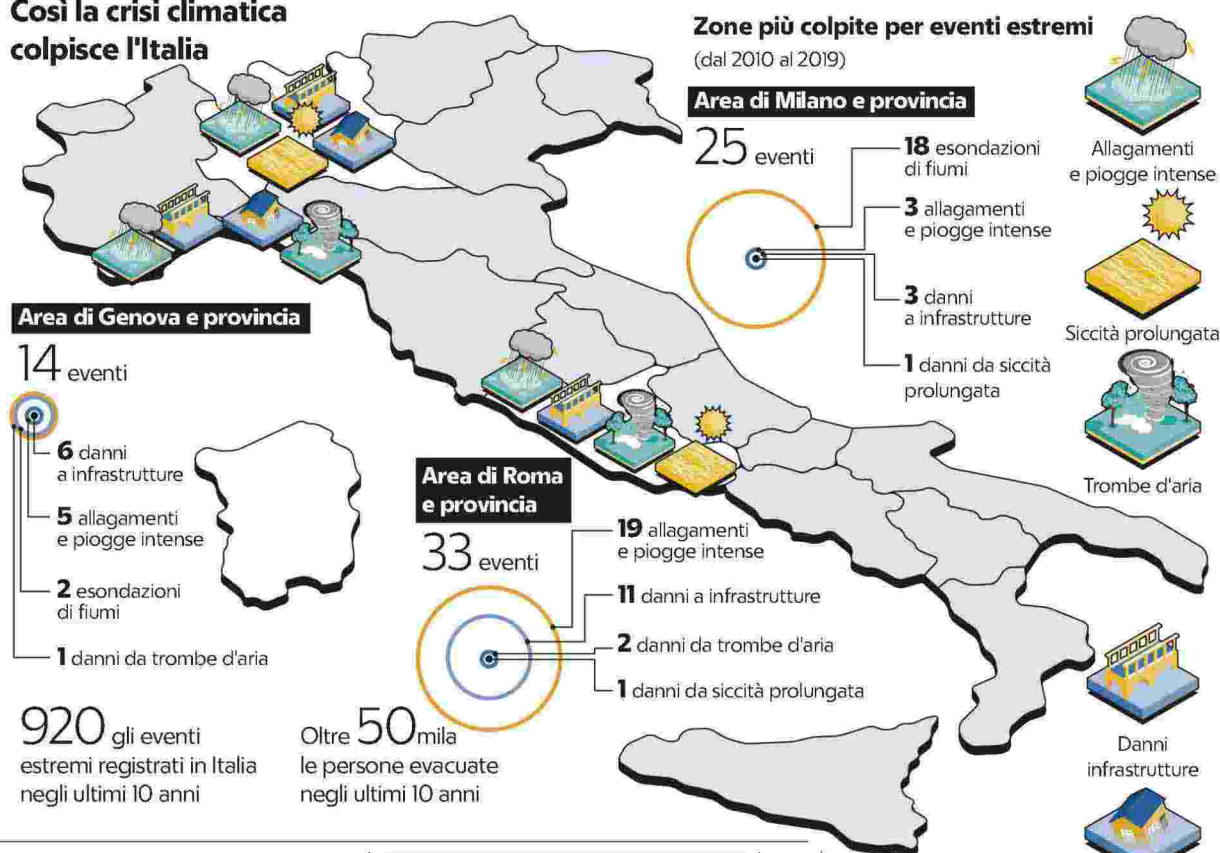 Così la crisi climatica
colpisce l'Italia
Zone più colpite per eventi estremi
(dal 2010 al 2019)
Area di Milano e provincia
25 eventi
18 esondazioni
di fiumi
3 allagamenti
e piogge intense
3 danni
a infrastrutture
1 danni da siccità
prolungata
Allagamenti
e piogge intense
Siccità prolungata
Trombe d'aria
Danni
infrastrutture
Area di Genova e provincia
14 eventi
6 danni
a infrastrutture
5 allagamenti
e piogge intense
2 esondazioni
di fiumi
1 danni da trombe d'aria
Area di Roma
e provincia
33 eventi
19 allagamenti
e piogge intense
11 danni a infrastrutture
2 danni da trombe d'aria
1 danni da siccità prolungata
920 gli eventi
estremi registrati in Italia
negli ultimi 10 anni
Oltre 50 mila
le persone evacuate
negli ultimi 10 anni